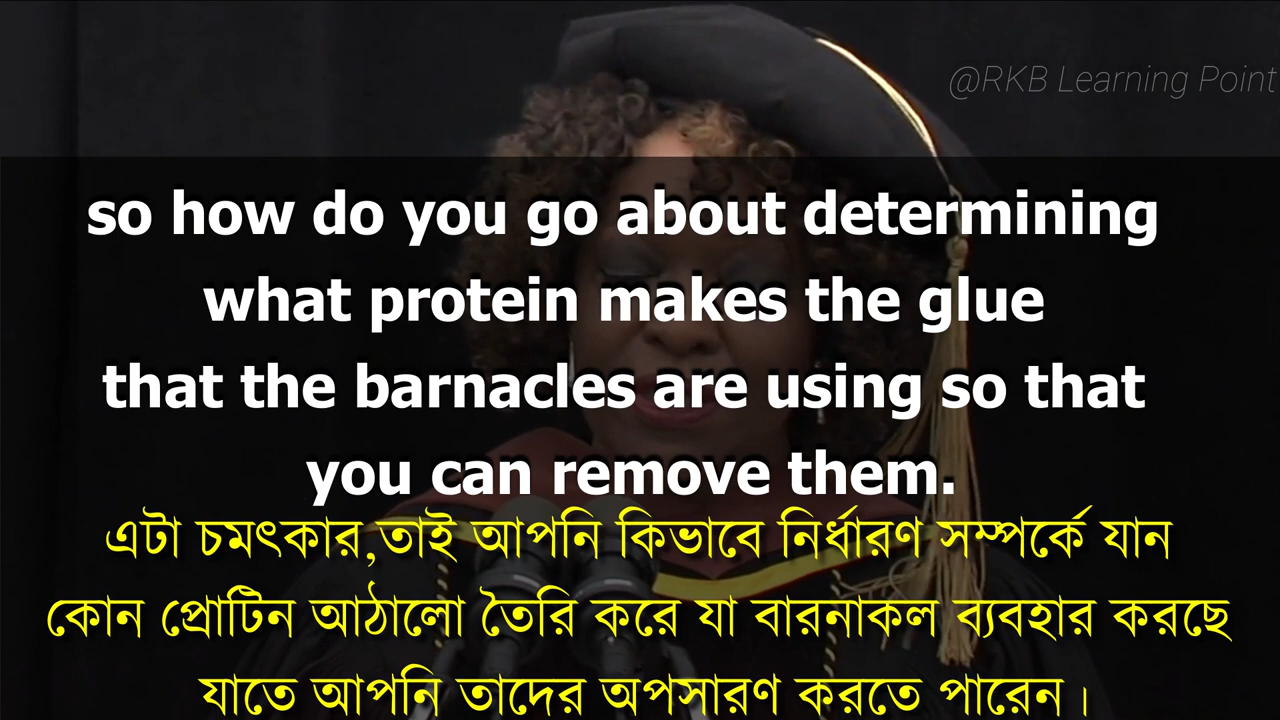 @RKB Learning Point
so how do you go about determining
what protein makes the glue
that the barnacles are using so that
you can remove them.
এটা চমৎকার,তাই আপনি কিভাবে নির্ধারণ সম্পর্কে যান
কোন প্রোটিন আঠালো তৈরি করে যা বারনাকল ব্যবহার করছে
যাতে আপনি তাদের অপসারণ করতে পারেন।